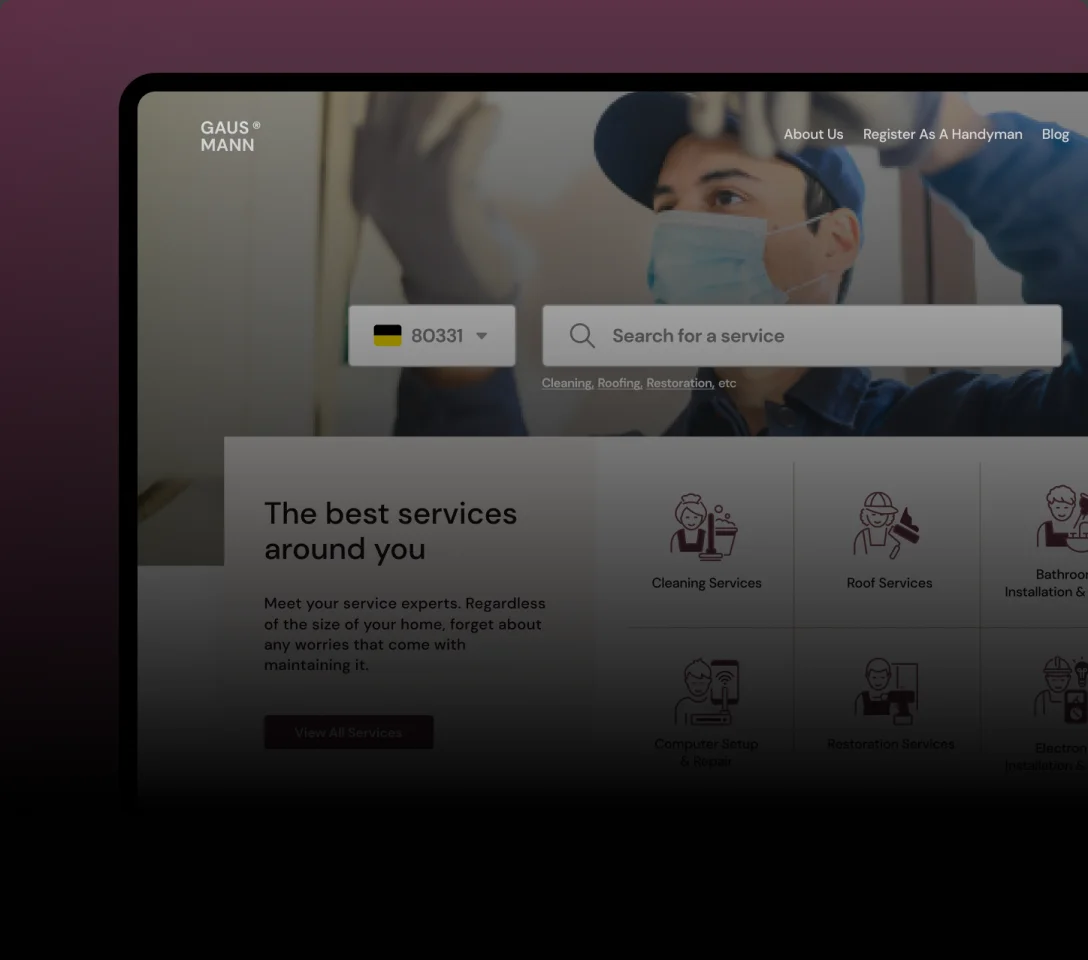 GAUS ®
MANN
About Us
Register As A Handyman
Blog
80331
Search for a service
Cleaning, Roofing, Restoration, etc
The best services
around you
Meet your service experts. Regardless
of the size of your home, forget about
any worries that come with
maintaining it.
View All Services
Cleaning Services
Roof Services
Installation &
Computer Setup
& Repair
Restoration Services
Installation &